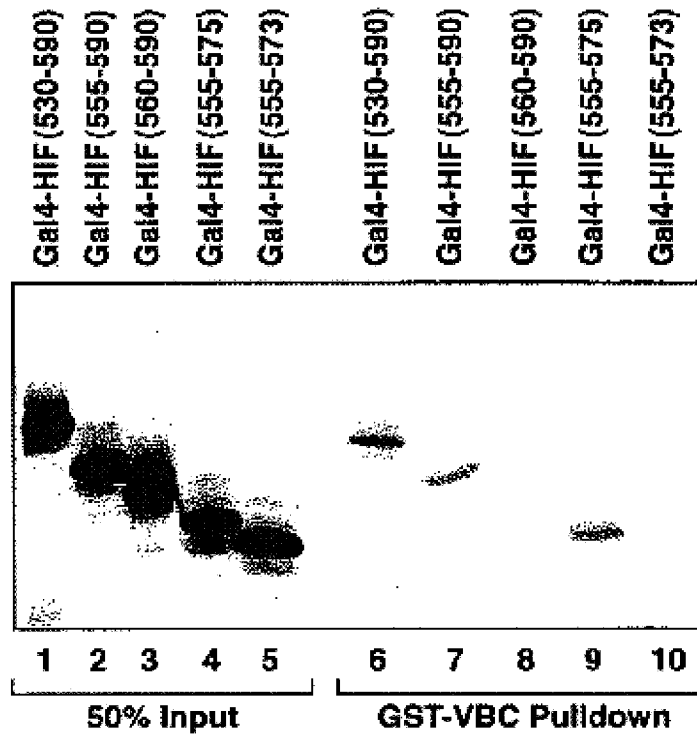 Gal4-HIF(530-590)
Gal4-HIF(555-590)
Gal4-HIF(560-590)
Gal4-HIF(555-575)
Gal4-HIF(555-573)
Gal4-HIF(530-590)
Gal4-HIF(555-590)
Gal4-HIF(560-590)
Gal4-HIF(555-575)
Gal4-HIF(555-573)
1 2 3 4 5 6 7 8 9 10
50% Input GST-VBC Pulldown